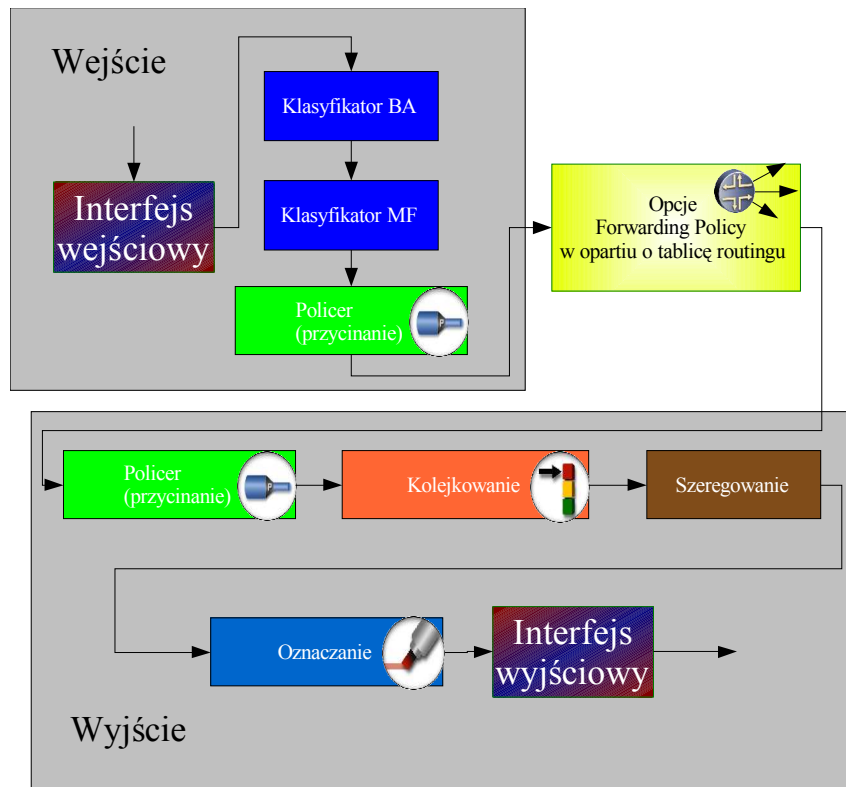 Wejście
Klasyfikator BA
Klasyfikator MF
Interfejs
wejściowy
Policer
(przycinanie)
P
Opcje
Forwarding Policy
w opartiu o tablicę routingu
Policer
(przycinanie)
P
Kolejkowanie
Szeregowanie
Oznaczanie
Interfejs
wyjściowy
Wyjście